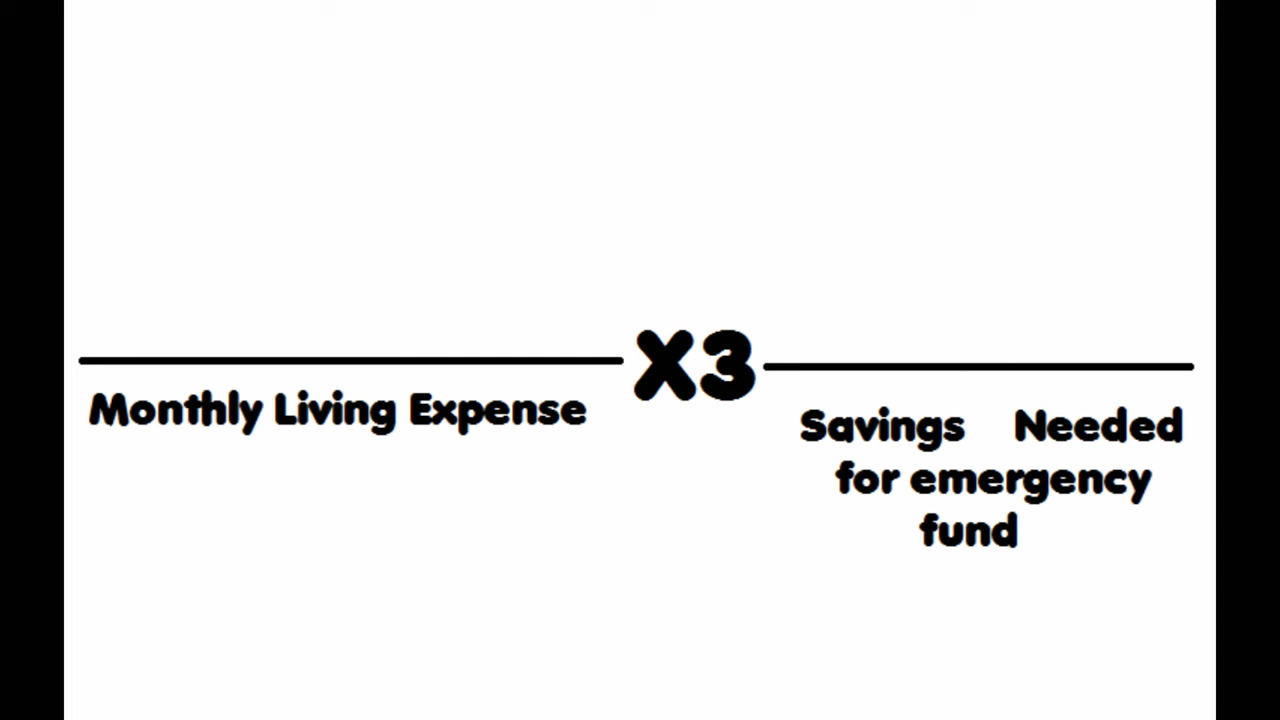 X3
Monthly Living Expense
Savings Needed
for emergency
fund